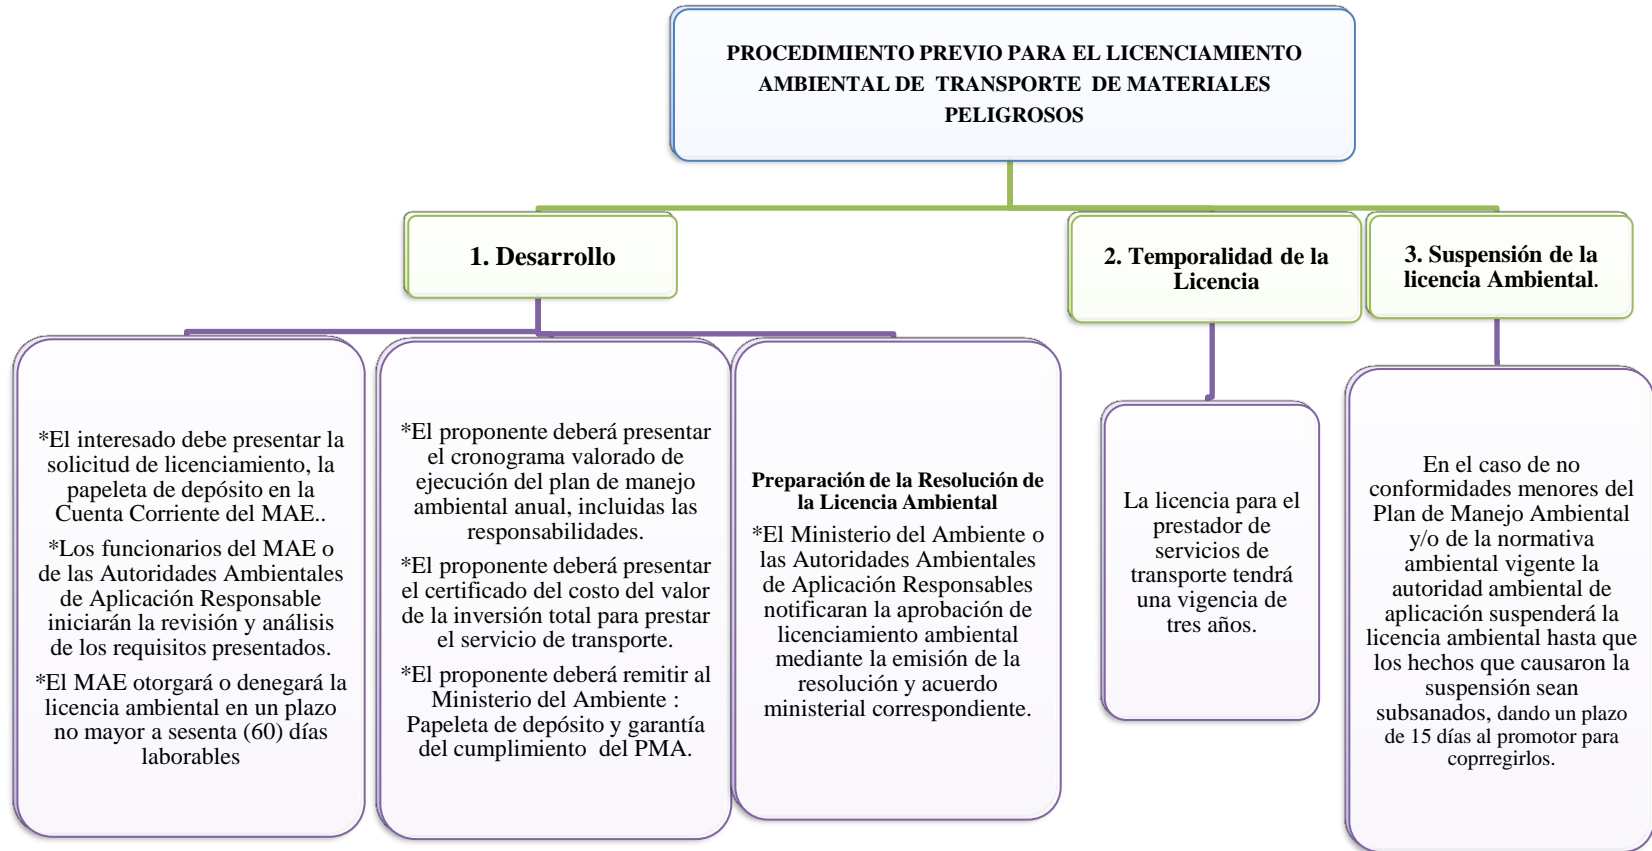 PROCEDIMIENTO PREVIO PARA EL LICENCIAMIENTO
AMBIENTAL DE TRANSPORTE DE MATERIALES
PELIGROSOS
1. Desarrollo
2. Temporalidad de la
Licencia
3. Suspensión de la
licencia Ambiental.
*El interesado debe presentar la
solicitud de licenciamiento, la
papeleta de depósito en la
Cuenta Corriente del MAE..
*Los funcionarios del MAE o
de las Autoridades Ambientales
de Aplicación Responsable
iniciarán la revisión y análisis
de los requisitos presentados.
*El MAE otorgará o denegará la
licencia ambiental en un plazo
no mayor a sesenta (60) días
laborables
*El proponente deberá presentar
el cronograma valorado de
ejecución del plan de manejo
ambiental anual, incluidas las
responsabilidades.
*El proponente deberá presentar
el certificado del costo del valor
de la inversión total para prestar
el servicio de transporte.
*El proponente deberá remitir al
Ministerio del Ambiente :
Papeleta de depósito y garantía
del cumplimiento del PMA.
Preparación de la Resolución de
la Licencia Ambiental
*El Ministerio del Ambiente o
las Autoridades Ambientales
de Aplicación Responsables
notificaran la aprobación de
licenciamiento ambiental
mediante la emisión de la
resolución y acuerdo
ministerial correspondiente.
La licencia para el
prestador de
servicios de
transporte tendrá
una vigencia de
tres años.
En el caso de no
conformidades menores del
Plan de Manejo Ambiental
y/o de la normativa
ambiental vigente la
autoridad ambiental de
aplicación suspenderá la
licencia ambiental hasta que
los hechos que causaron la
suspensión sean
subsanados, dando un plazo
de 15 días al promotor para
coprregirlos.